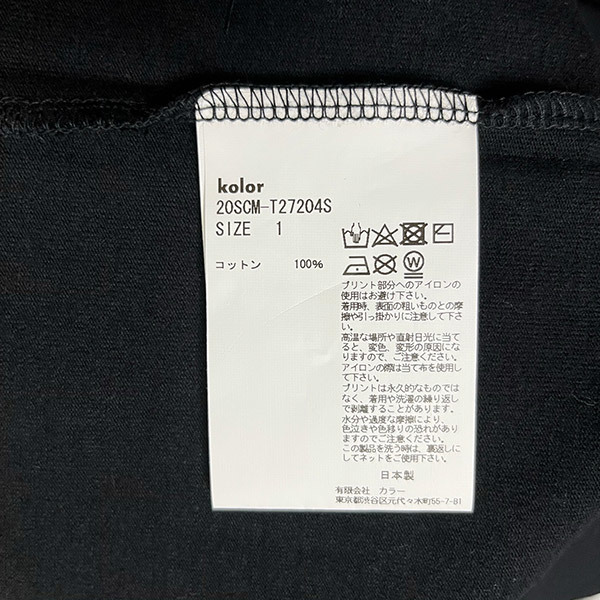 kolor
20SCM-T27204S
SIZE 1
コットン 100%
プリント部分へのアイロンの
使用はお避け下さい。
着用時、表面の粗いものとの摩
擦や引っ掛かりに注意して下さ
い。
高温な場所や直射日光に当て
ると、変色、変形の原因になり
ますので、ご注意ください。
アイロンの際は当て布を使用し
て下さい。
プリントは永久的なものではな
く、着用や洗濯の繰り返しで
剥離することがあります。
水分や過度な摩擦により、
色泣きや色移りの恐れがあり
ますのでご注意ください。
この製品を洗う時は、裏返しに
してネットをご使用下さい。
日本製
有限会社 カラー
東京都渋谷区元代々木町55-7-81